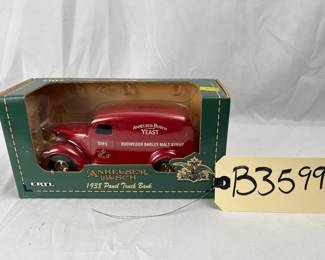 ANHEUSER-BUSCH
YEAST
BUDWEISER BARLEY MALT SYRUP
ANHEUSER
BUSCH
1938 Panel Truck Bank
ERTL
B3599